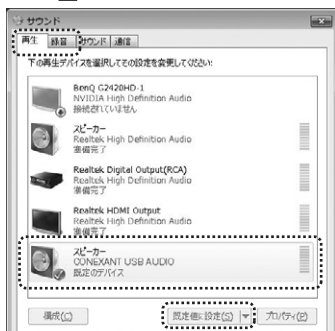 サウンド
再生 録音 サウンド 通信
下の再生デバイスを選択してその設定を変更してください:
BenQ G2420HD-1
NVIDIA High Definition Audio
接続されていません
スピーカー
Realtek High Definition Audio
準備完了
Realtek Digital Output(RCA)
Realtek High Definition Audio
準備完了
Realtek HDMI Output
Realtek High Definition Audio
準備完了
スピーカー
CONEXANT USB AUDIO
既定のデバイス
構成(C) 既定値に設定(S) プロパティ(P)